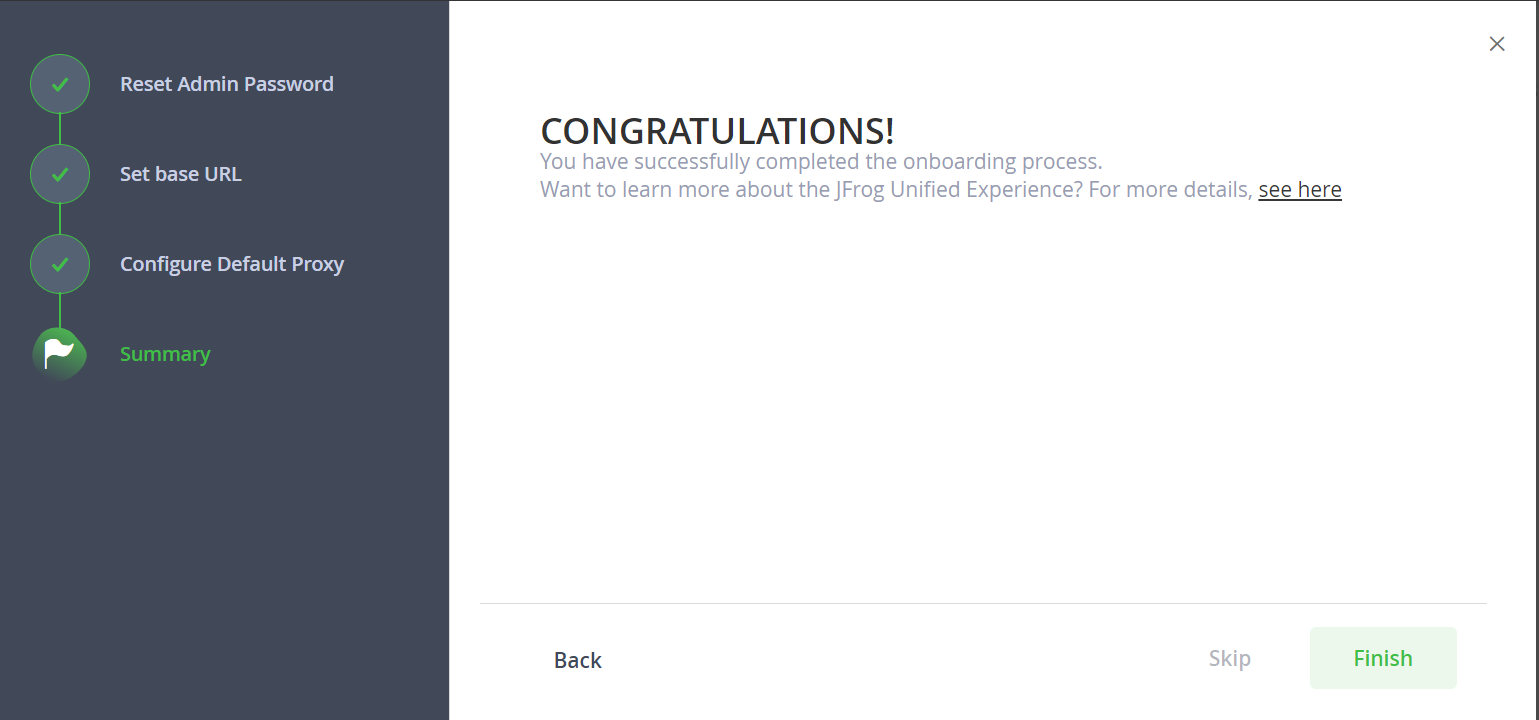 Reset Admin Password
Set base URL
Configure Default Proxy
Summary
CONGRATULATIONS!
You have successfully completed the onboarding process.
Want to learn more about the JFrog Unified Experience? For more details, see here
Back
Skip
Finish